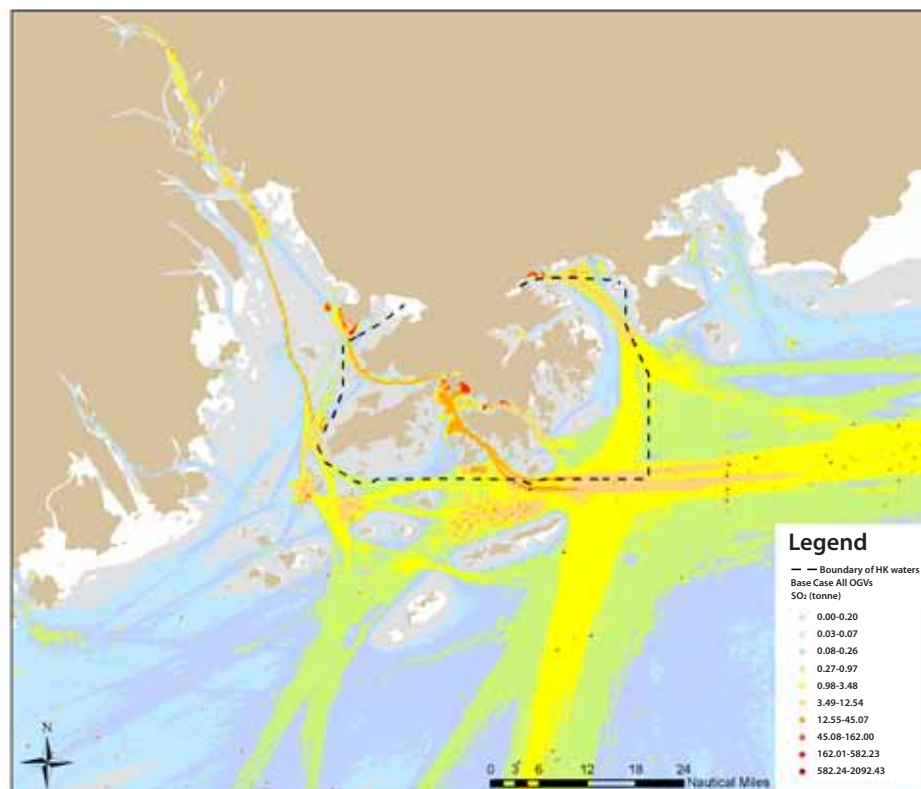 N
0 3 6 12 18 24
Nautical Miles
Legend
Boundary of HK waters
Base Case All OGVs
SO₂ (tonne)
0.00-0.20
0.03-0.07
0.08-0.26
0.27-0.97
0.98-3.48
3.49-12.54
12.55-45.07
45.08-162.00
162.01-582.23
582.24-2092.43